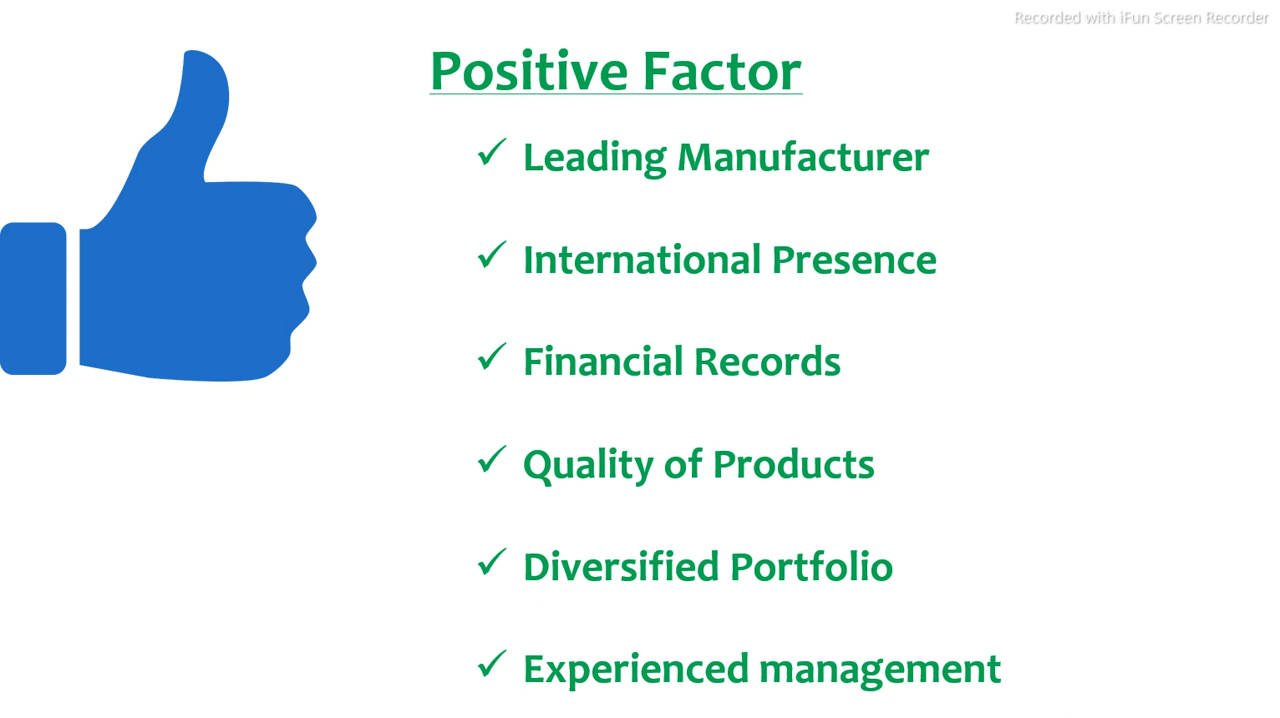 Recorded with iFun Screen Recorder
Positive Factor
✓ Leading Manufacturer
✓ International Presence
✓ Financial Records
✓ Quality of Products
✓ Diversified Portfolio
✓ Experienced management